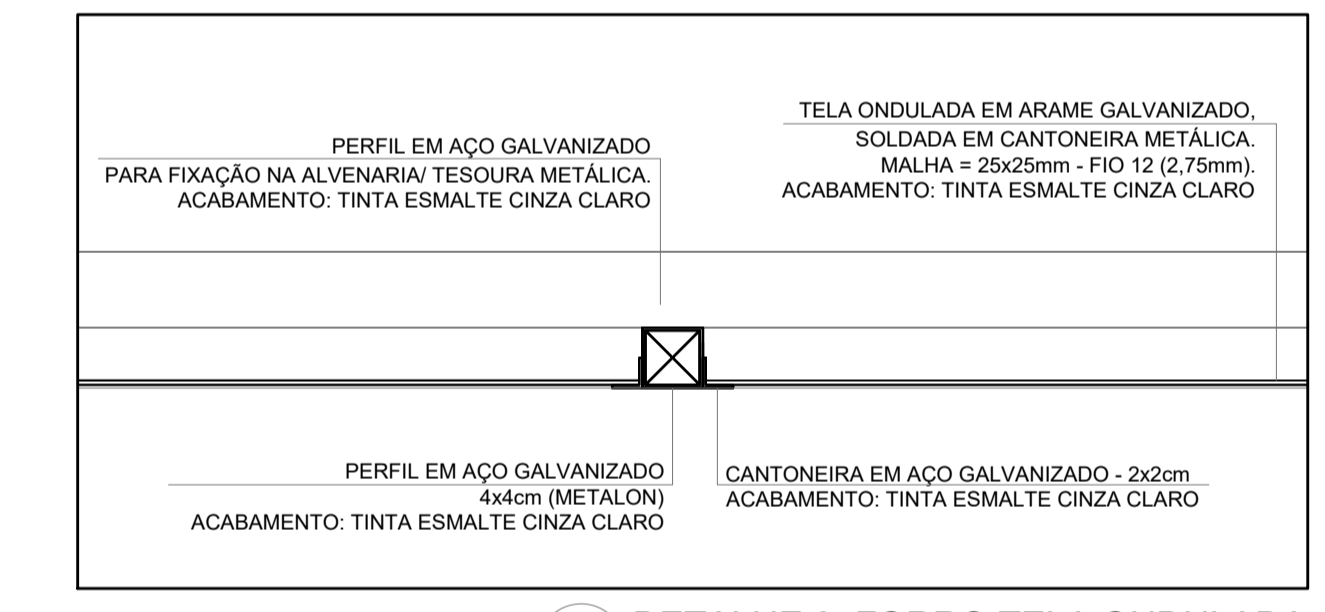 TELA ONDULADA EM ARAME GALVANIZADO,
SOLDADA EM CANTONEIRA METÁLICA.
MALHA = 25x25mm - FIO 12 (2,75mm).
ACABAMENTO: TINTA ESMALTE CINZA CLARO
PERFIL EM AÇO GALVANIZADO
PARA FIXAÇÃO NA ALVENARIA/ TESOURA METÁLICA.
ACABAMENTO: TINTA ESMALTE CINZA CLARO
PERFIL EM AÇO GALVANIZADO
4x4cm (METALON)
ACABAMENTO: TINTA ESMALTE CINZA CLARO
CANTONEIRA EM AÇO GALVANIZADO - 2x2cm
ACABAMENTO: TINTA ESMALTE CINZA CLARO